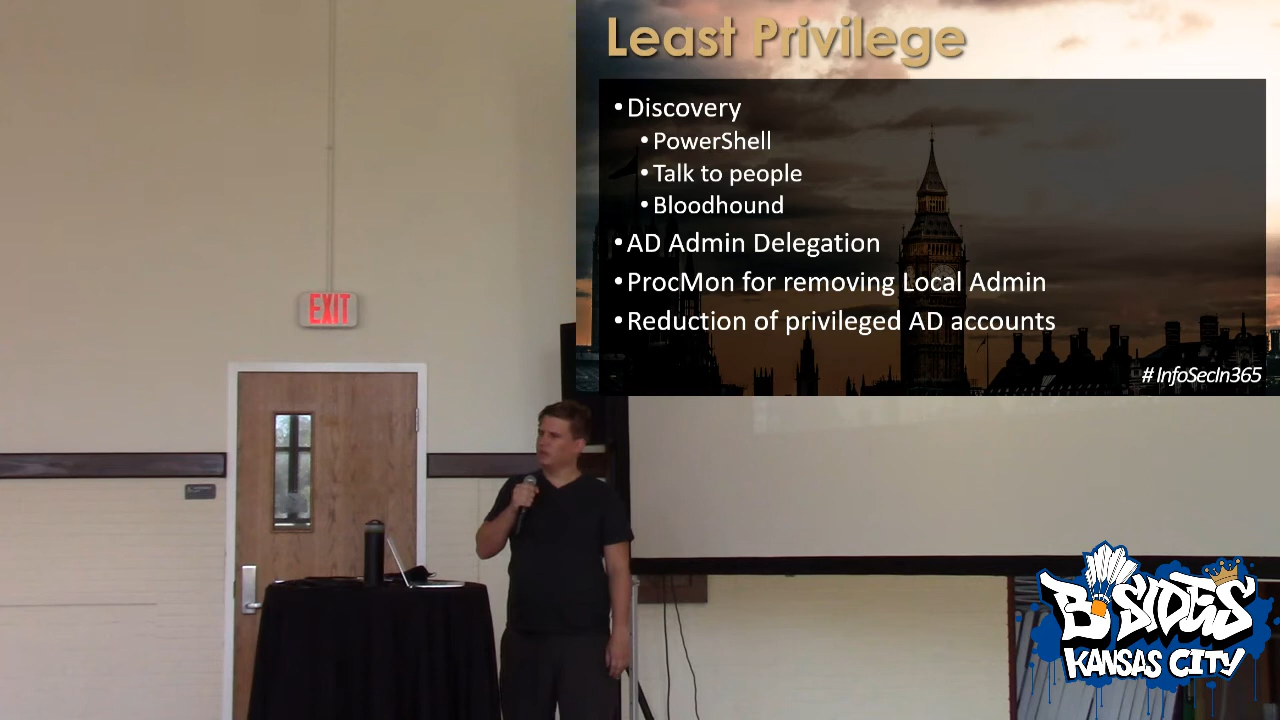 Least Privilege
•Discovery
•PowerShell
•Talk to people
•Bloodhound
•AD Admin Delegation
•ProcMon for removing Local Admin
•Reduction of privileged AD accounts
# InfoSecIn365
EXIT
B•SIDES
KANSAS CITY